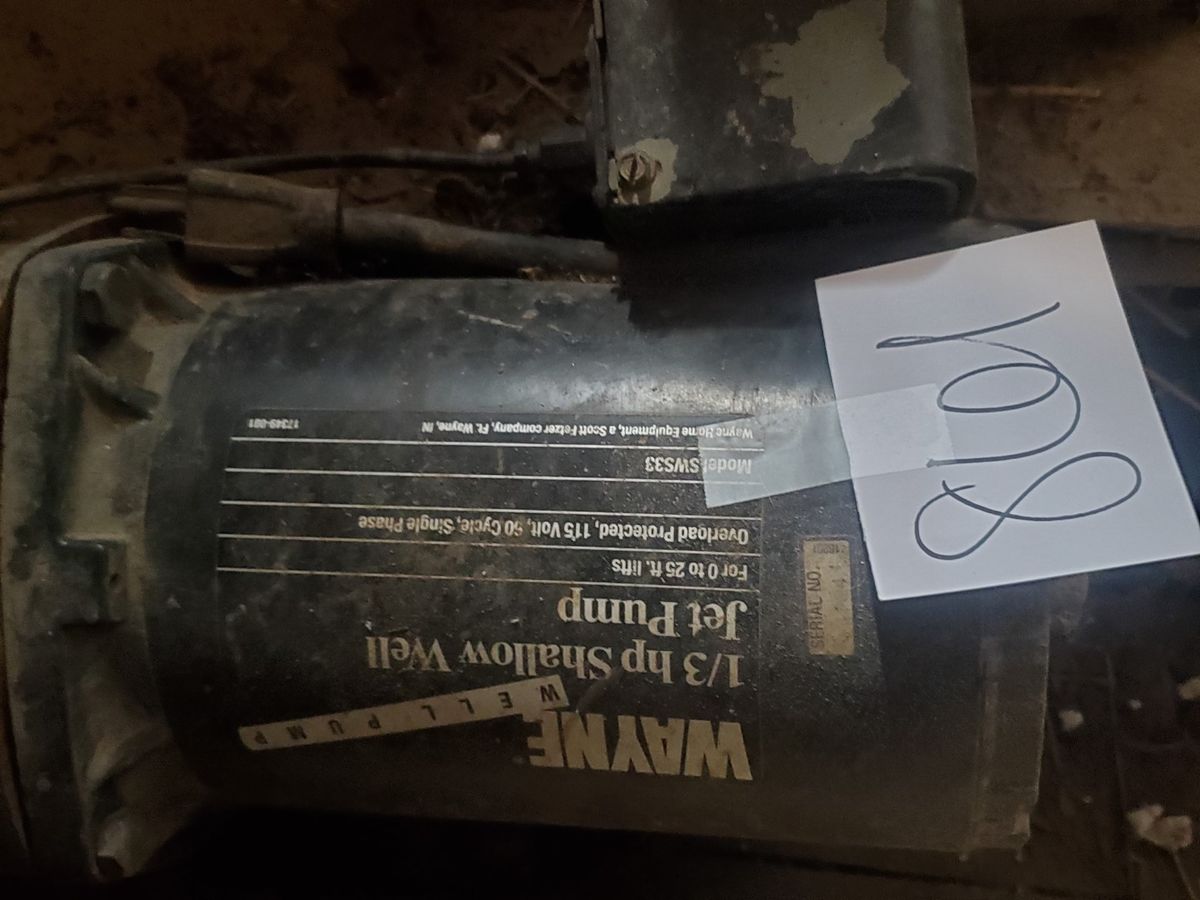 WAYNE
WELL PUMP
1/3 hp Shallow Well
Jet Pump
For 0 to 25 ft. lifts
Overload Protected, 115 Volt, 60 Cycle, Single Phase
Model SWS33
Wayne Home Equipment, a Scott Fetzer company, Ft. Wayne, IN
17349-001
SERIAL NO.